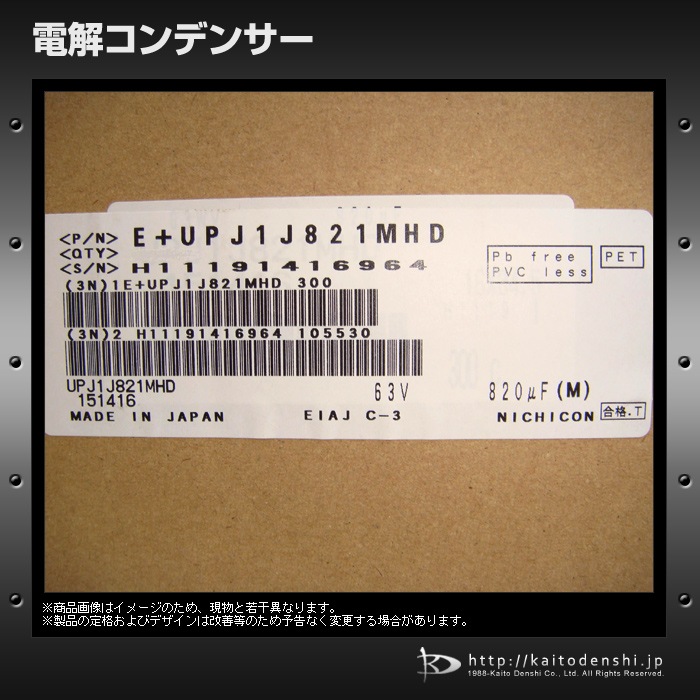 電解コンデンサー
<P/N> E+UPJ1J821MHD
<QTY>
<S/N> H11191416964
Pb free
PVC less
PET
(3N)1E+UPJ1J821MHD 300
(3N)2 H11191416964 105530
UPJ1J821MHD 63V 820μF(M)
151416
MADE IN JAPAN EIAJ C-3 NICHICON 合格.T
※商品画像はイメージのため、現物と若干異なります。
※製品の定格およびデザインは改善等のため予告なく変更する場合があります。
http://kaitodenshi.jp
1988-Kaito Denshi Co., Ltd. All Rights Reserved.